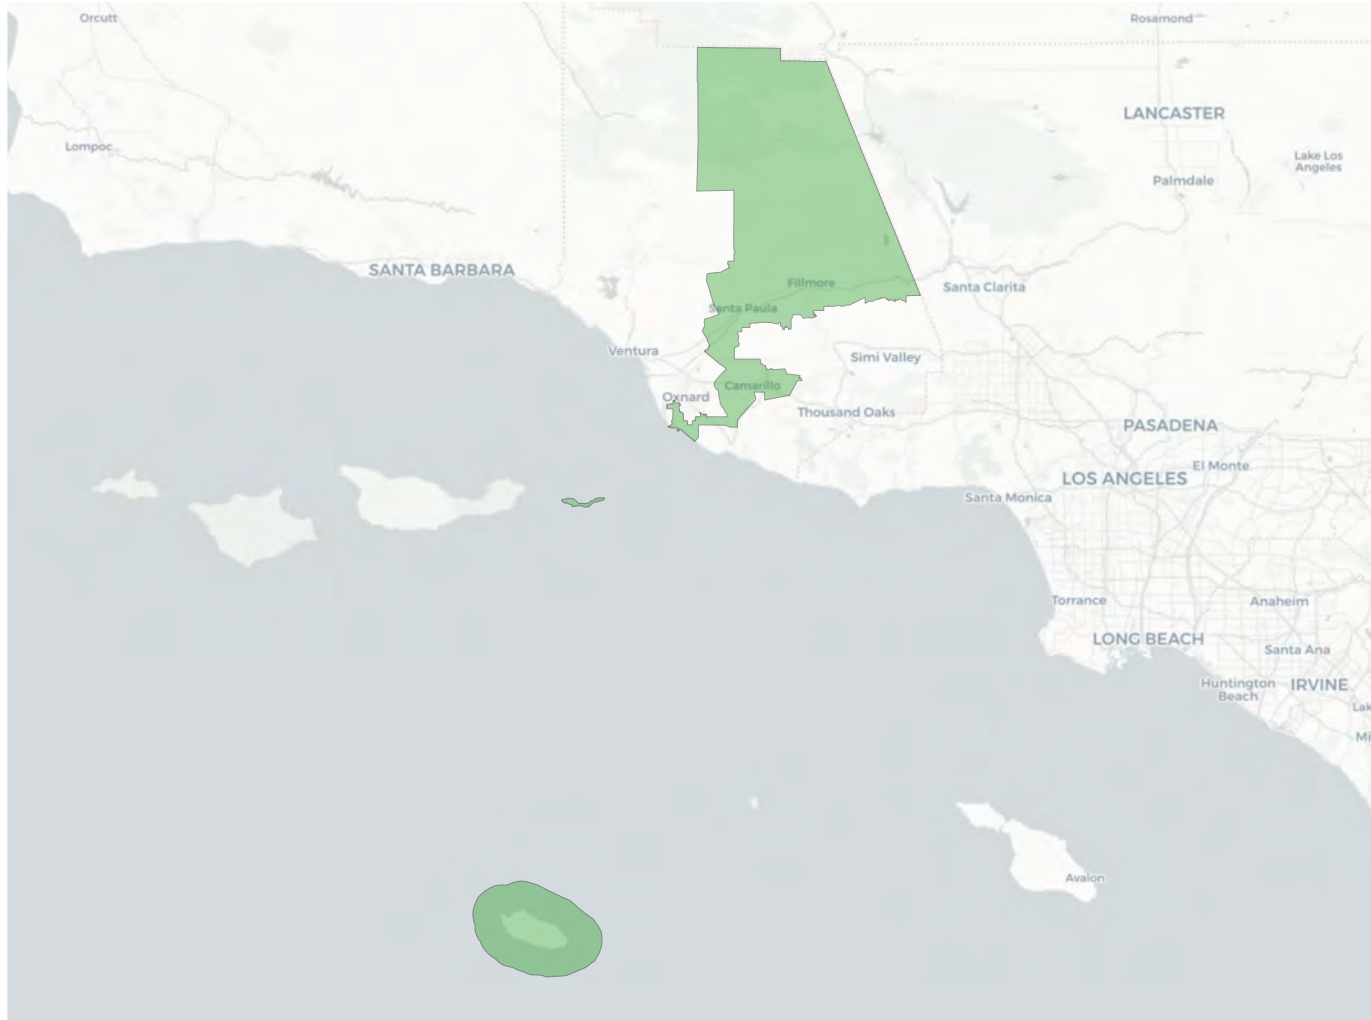 Orcutt
Rosamond
LANCASTER
Lompoc
Lake Los
Angeles
Palmdale
SANTA BARBARA
Fillmore
Santa Clarita
Santa Paula
Ventura
Simi Valley
Camarillo
Oxnard
Thousand Oaks
PASADENA
El Monte
LOS ANGELES
Santa Monica
Torrance
Anaheim
LONG BEACH
Santa Ana
Huntington
Beach
IRVINE
Lak
Mi
Avalon